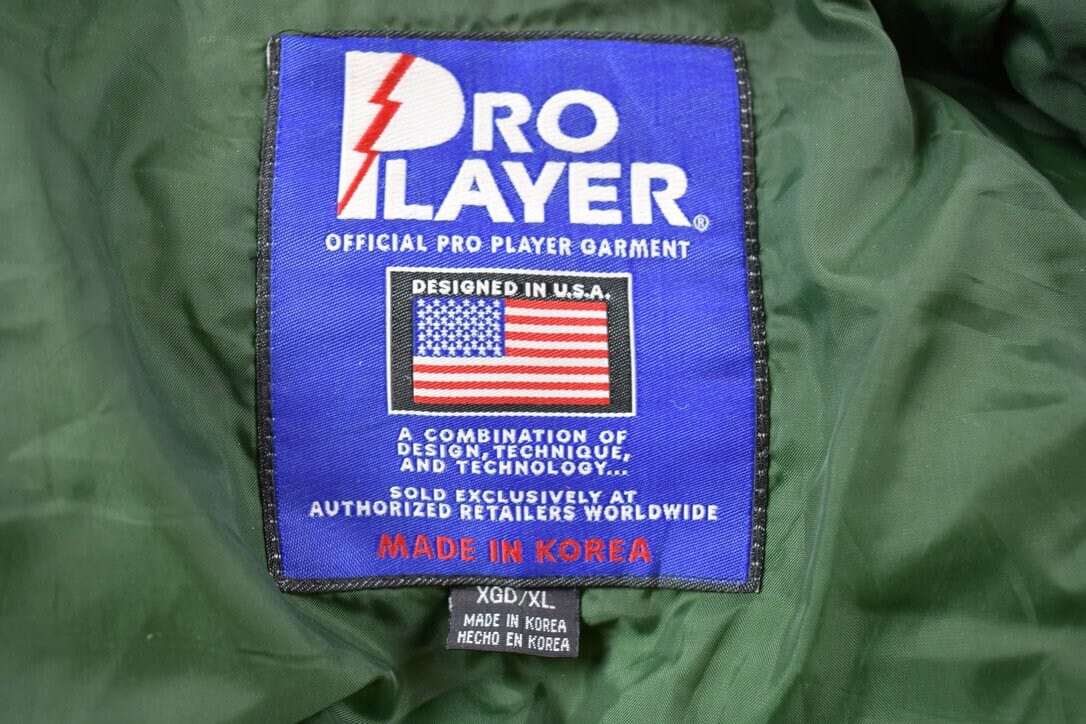 PRO
PLAYER®
OFFICIAL PRO PLAYER GARMENT
DESIGNED IN U.S.A.
A COMBINATION OF
DESIGN, TECHNIQUE,
AND TECHNOLOGY...
SOLD EXCLUSIVELY AT
AUTHORIZED RETAILERS WORLDWIDE
MADE IN KOREA
XGD/XL
MADE IN KOREA
HECHO EN KOREA